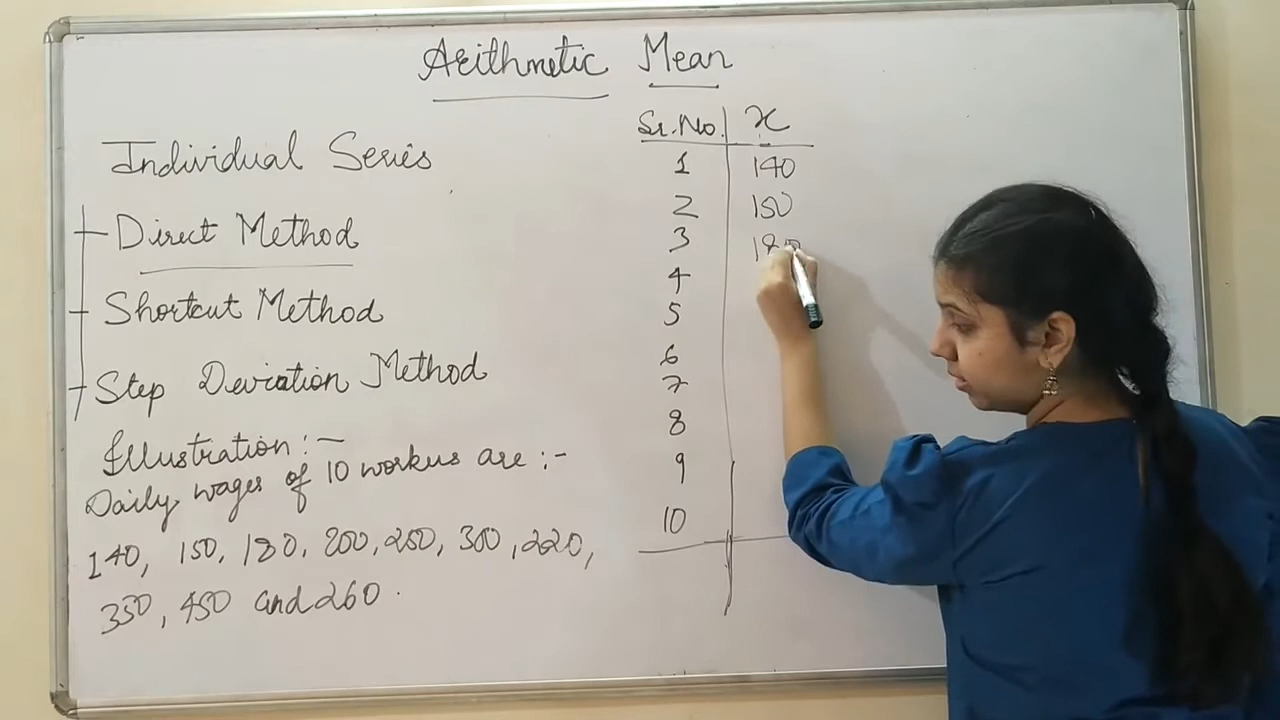 Arithmetic Mean
Individual Series
Direct Method
Shortcut Method
Step Deviation Method
Illustration :-
Daily wages of 10 workers are :-
140, 150, 180, 200, 250, 300, 220,
350, 450 and 260.
Sr. No. x
1 140
2 150
3 180
4
5
6
7
8
9
10